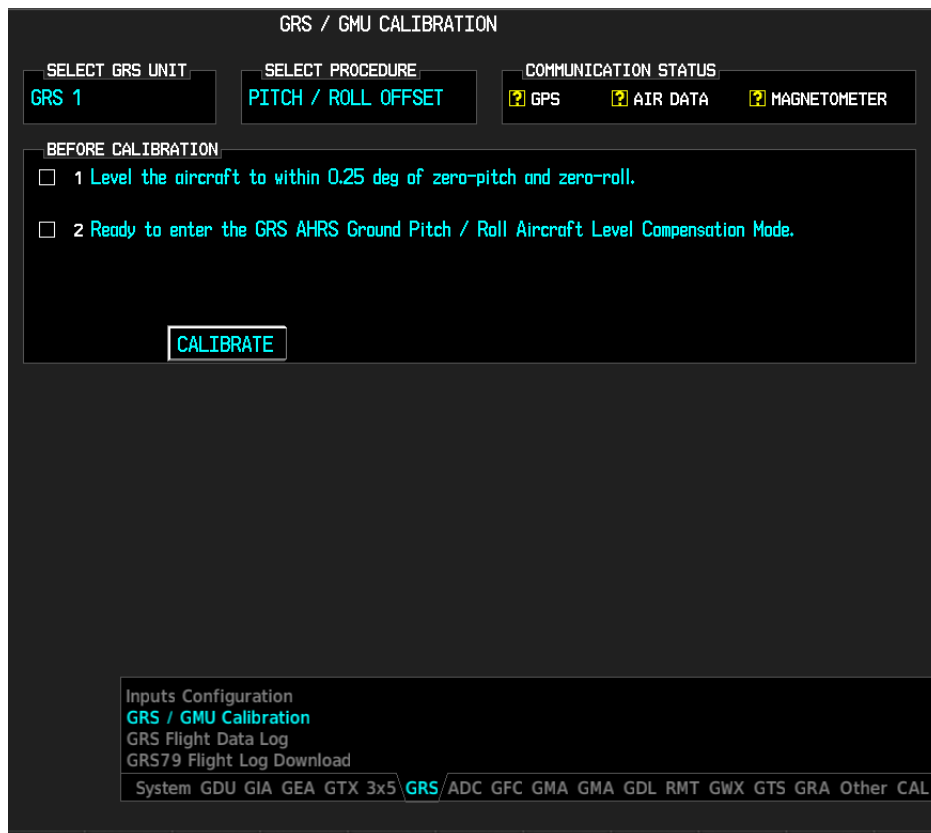 GRS / GMU CALIBRATION
SELECT GRS UNIT
GRS 1
SELECT PROCEDURE
PITCH / ROLL OFFSET
COMMUNICATION STATUS
? GPS ? AIR DATA ? MAGNETOMETER
BEFORE CALIBRATION
1 Level the aircraft to within 0.25 deg of zero-pitch and zero-roll.
2 Ready to enter the GRS AHRS Ground Pitch / Roll Aircraft Level Compensation Mode.
CALIBRATE
Inputs Configuration
GRS / GMU Calibration
GRS Flight Data Log
GRS79 Flight Log Download
System GDU GIA GEA GTX 3x5 GRS ADC GFC GMA GMA GDL RMT GWX GTS GRA Other CAL